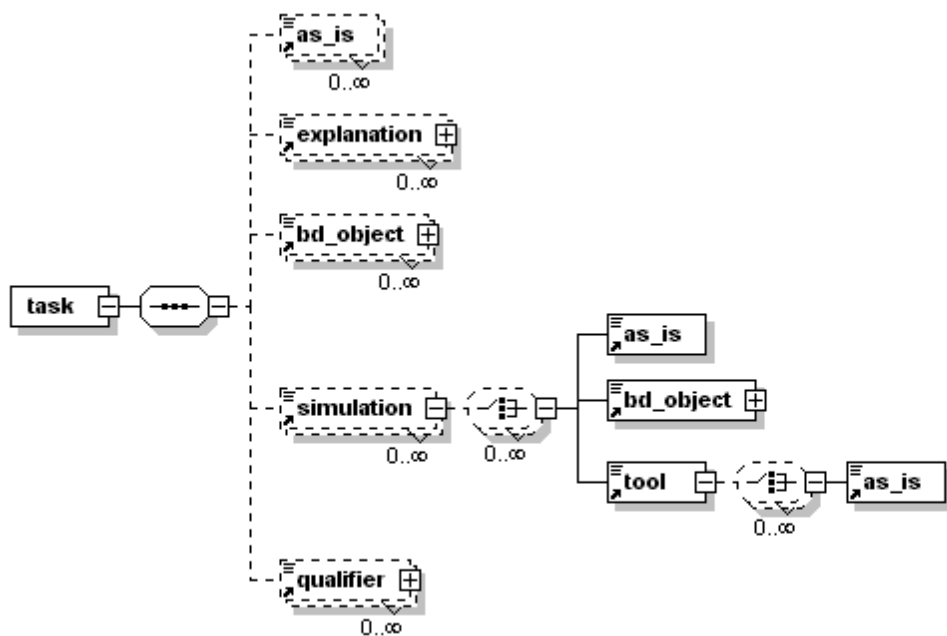 as_is
0..∞
explanation
0..∞
bd_object
0..∞
task
as_is
simulation
0..∞
0..∞
bd_object
tool
as_is
0..∞
qualifier
0..∞